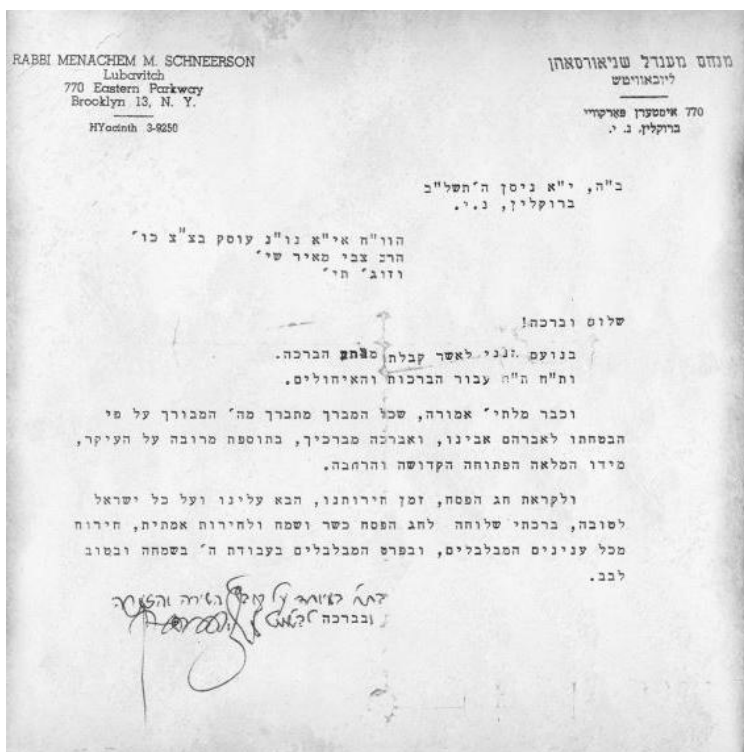 RABBI MENACHEM M. SCHNEERSON
Lubavitch
770 Eastern Parkway
Brooklyn 13, N. Y.
HYacinth 3-9250
מנחם מענדל שניאורסאהן
ליובאוויטש
770 איסטערן פארקוויי
ברוקלין, נ. י.
ב"ה, י"א ניסן ה'תשל"ב
ברוקלין, נ.י.
הוו"ח אי"א נו"נ עוסק בצ"צ כו'
הרב צבי מאיר שי'
וזוג' תי'
שלום וברכה!
בנועם הנני לאשר קבלת מכתב הברכה.
ות"ח ת"ח עבור הברכות והאיחולים.
וכבר מלתי' אמורה, שכל המברך מתברך מה' המבורך על פי
הבטחתו לאברהם אבינו, ואברכה מברכיך, בתוספת מרובה על העיקר,
מידו המלאה הפתוחה הקדושה והרחבה.
ולקראת חג הפסח, זמן חירותנו, הבא עלינו ועל כל ישראל
לטובה, ברכתי שלוחה לחג הפסח כשר ושמח ולחירות אמתית, חירות
מכל ענינים המבלבלים, ובפרט המבלבלים בעבודת ה' בשמחה ובטוב
לבב.
ובברכה